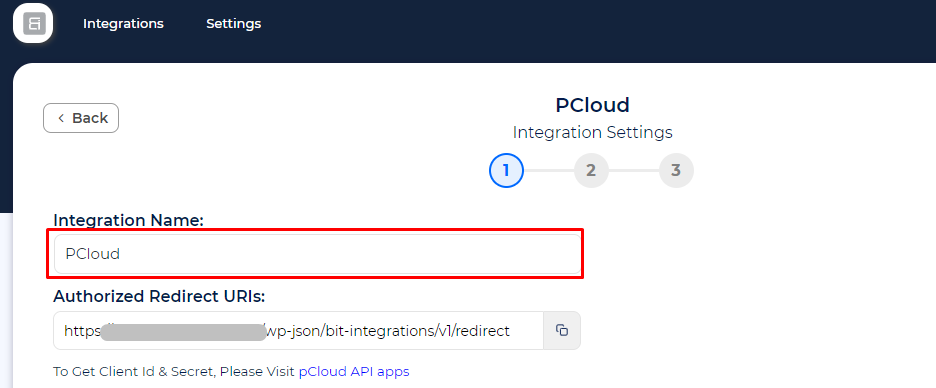 Integrations Settings
Back
PCloud
Integration Settings
1 2 3
Integration Name:
PCloud
Authorized Redirect URIs:
https /wp-json/bit-integrations/v1/redirect
To Get Client Id & Secret, Please Visit pCloud API apps